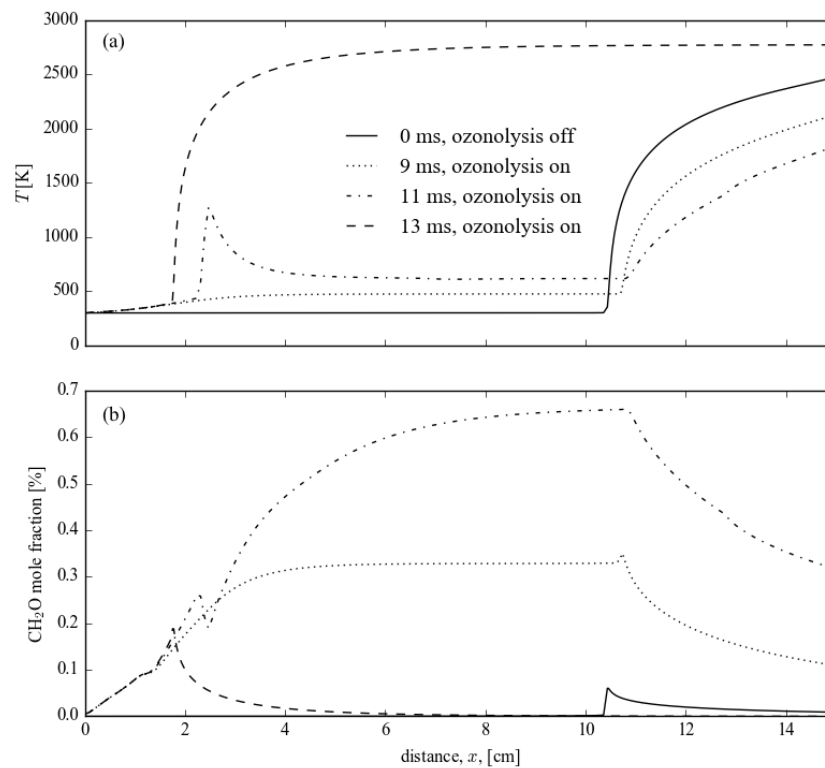 (a)
3000
2500
2000
1500
1000
500
0
T [K]
0 ms, ozonolysis off
9 ms, ozonolysis on
11 ms, ozonolysis on
13 ms, ozonolysis on
(b)
0.7
0.6
0.5
0.4
0.3
0.2
0.1
0.0
CH₂O mole fraction [%]
0 2 4 6 8 10 12 14
distance, x, [cm]